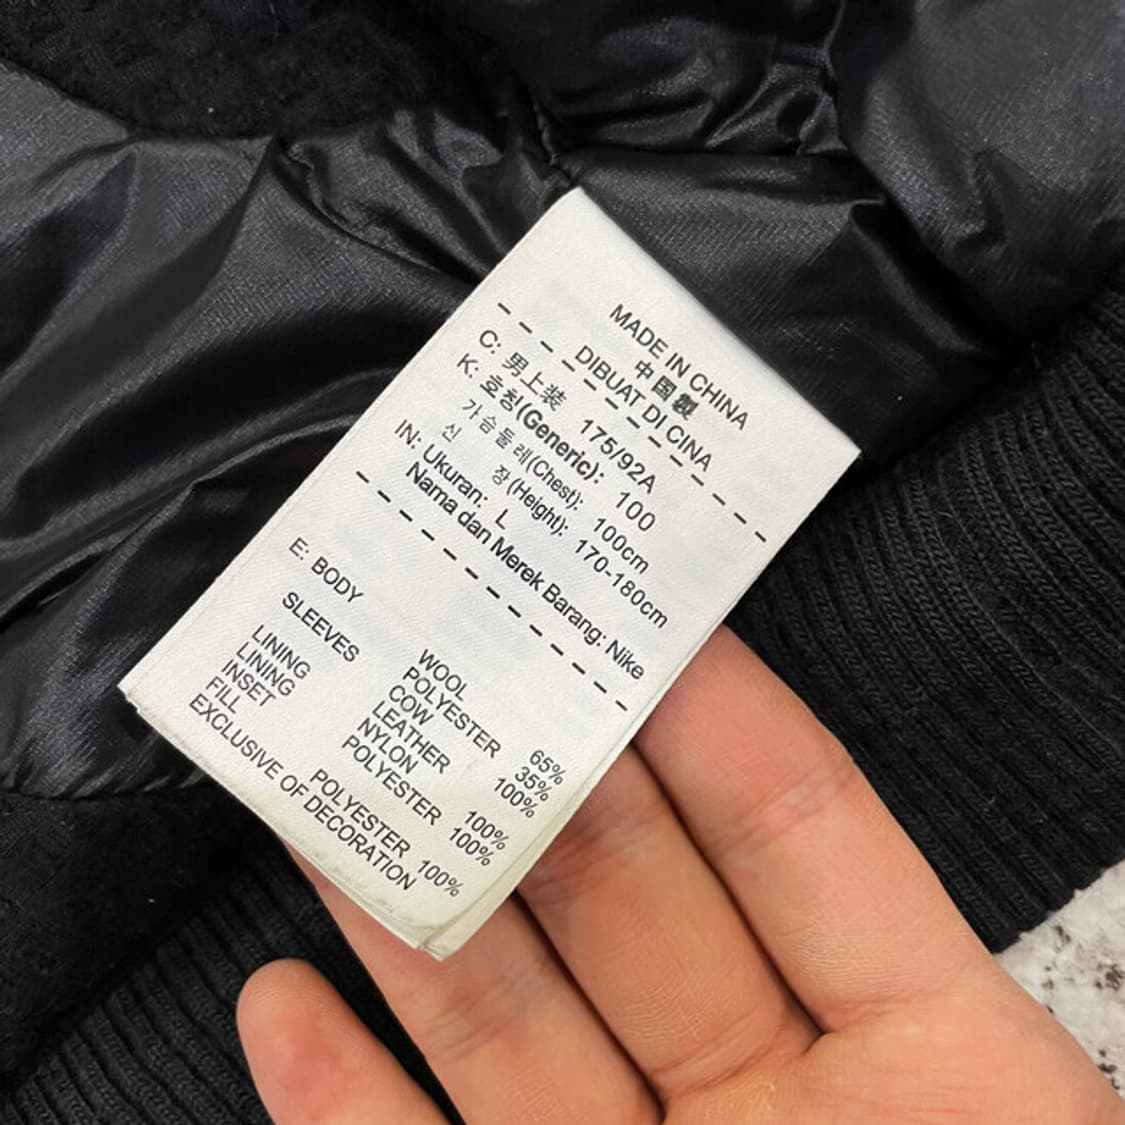 MADE IN CHINA
中国製
DIBUAT DI CINA
C: 男上装 175/92A
K: 호칭(Generic): 100
가슴둘레(Chest): 100cm
신 장(Height): 170-180cm
IN: Ukuran: L
Nama dan Merek Barang: Nike
E: BODY WOOL 65%
POLYESTER 35%
SLEEVES COW 100%
LEATHER
LINING NYLON 100%
LINING POLYESTER 100%
INSET
FILL POLYESTER 100%
EXCLUSIVE OF DECORATION